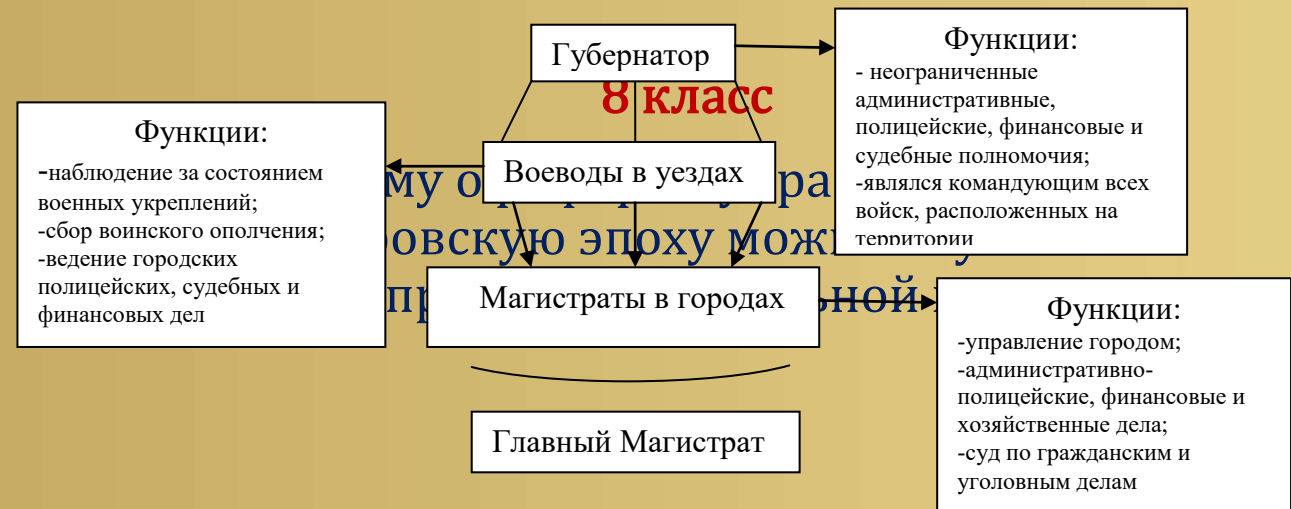 Губернатор
Функции:
- неограниченные
административные,
полицейские, финансовые и
судебные полномочия;
-являлся командующим всех
войск, расположенных на
территории
8 класс
Функции:
-наблюдение за состоянием
военных укреплений;
-сбор воинского ополчения;
-ведение городских
полицейских, судебных и
финансовых дел
Воеводы в уездах
эпоху
Магистраты в городах
Функции:
-управление городом;
-административно-
полицейские, финансовые и
хозяйственные дела;
-суд по гражданским и
уголовным делам
Главный Магистрат